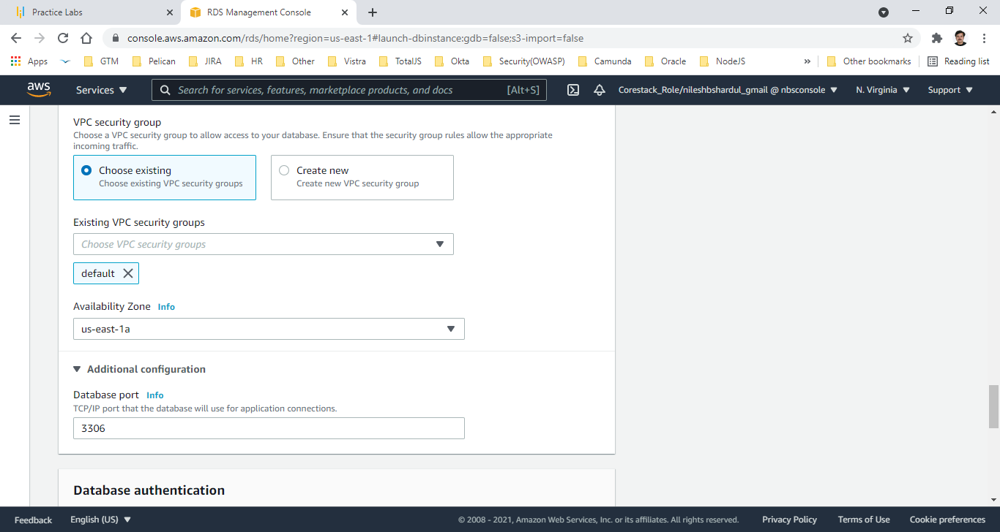 Practice Labs
RDS Management Console
console.aws.amazon.com/rds/home?region=us-east-1#launch-dbinstance:gdb=false;s3-import=false
Apps
GTM
Pelican
JIRA
HR
Other
Vistra
TotalJS
Okta
Security(OWASP)
Camunda
Oracle
NodeJS
»
Other bookmarks
Reading list
aws
Services
Search for services, features, marketplace products, and docs
[Alt+S]
Corestack_Role/nileshbshardul_gmail @ nbsconsole
N. Virginia
Support
VPC security group
Choose a VPC security group to allow access to your database. Ensure that the security group rules allow the appropriate
incoming traffic.
Choose existing
Choose existing VPC security groups
Create new
Create new VPC security group
Existing VPC security groups
Choose VPC security groups
default
Availability Zone Info
us-east-1a
Additional configuration
Database port Info
TCP/IP port that the database will use for application connections.
3306
Database authentication
Feedback
English (US)
© 2008 - 2021, Amazon Web Services, Inc. or its affiliates. All rights reserved.
Privacy Policy
Terms of Use
Cookie preferences